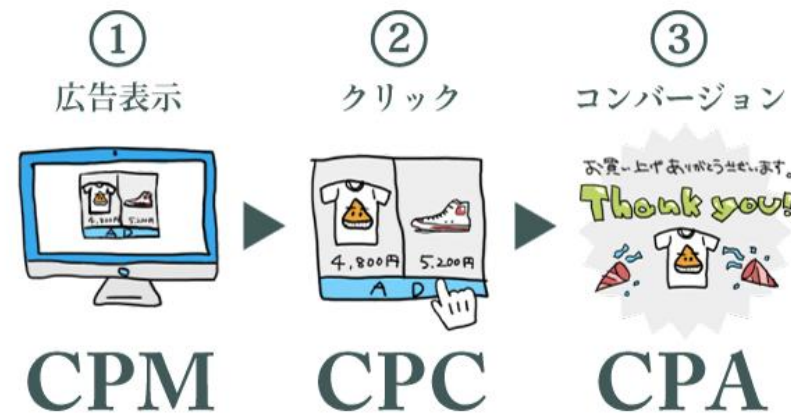 ①
広告表示
4,800円 5,200円
AD
CPM
②
クリック
4,800円 5.200円
AD
CPC
③
コンバージョン
お買い上げありがとうございます。
Thank you!
CPA